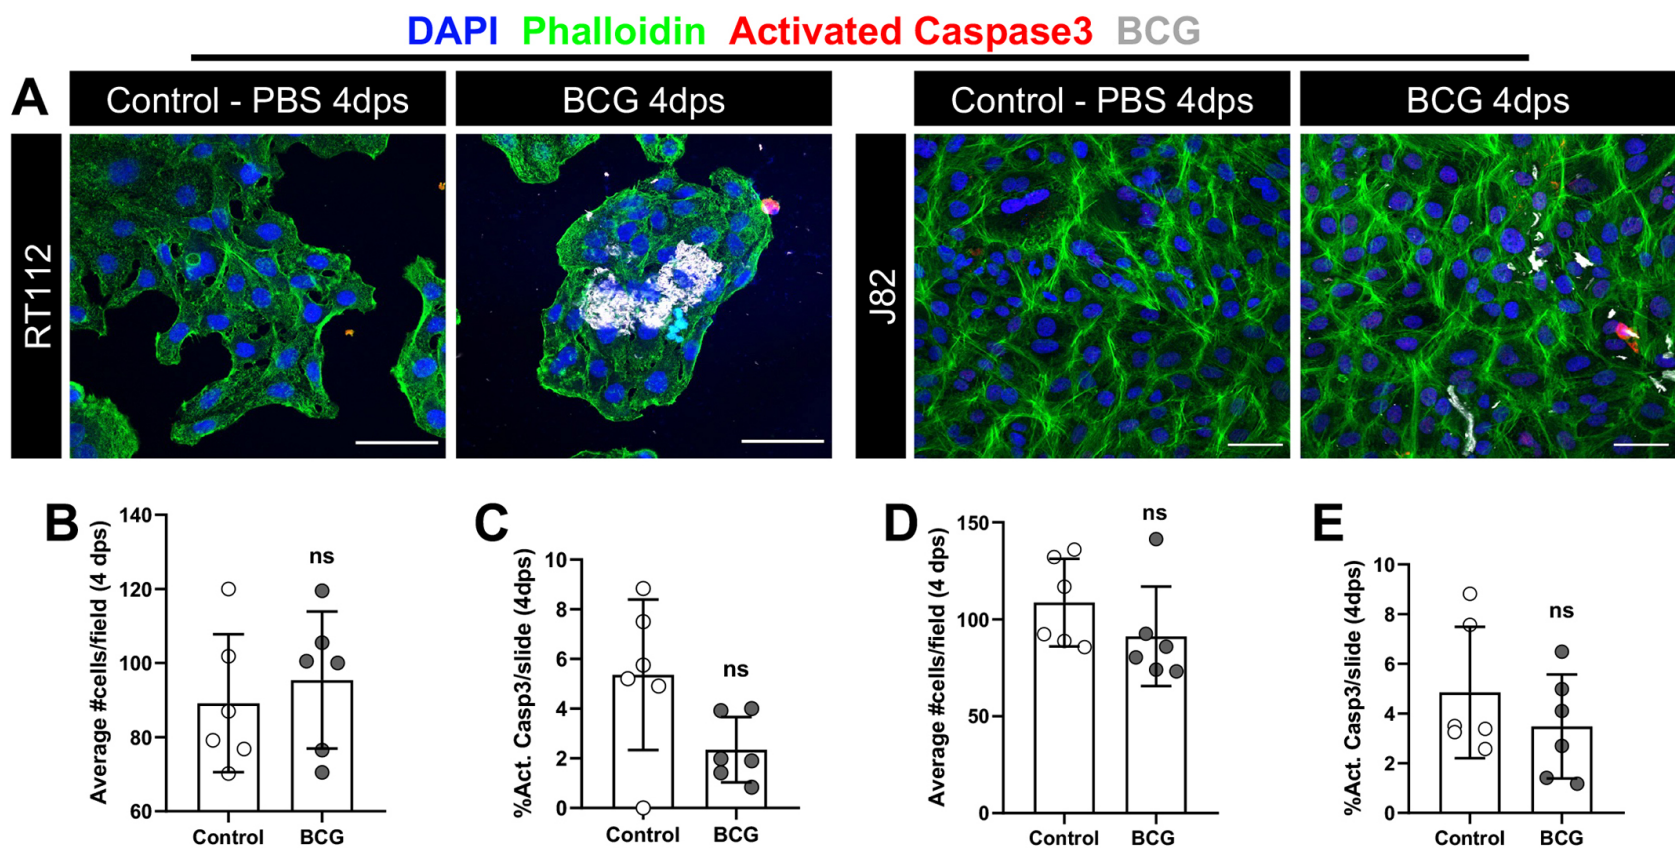 DAPI Phalloidin Activated Caspase3 BCG
A
Control - PBS 4dps
BCG 4dps
Control - PBS 4dps
BCG 4dps
RT112
J82
B
Average #cells/field (4 dps)
140
120
100
80
60
ns
Control
BCG
C
%Act. Casp3/slide (4dps)
10
8
6
4
2
0
ns
Control
BCG
D
Average #cells/field (4 dps)
150
100
50
0
ns
Control
BCG
E
%Act. Casp3/slide (4dps)
10
8
6
4
2
0
ns
Control
BCG